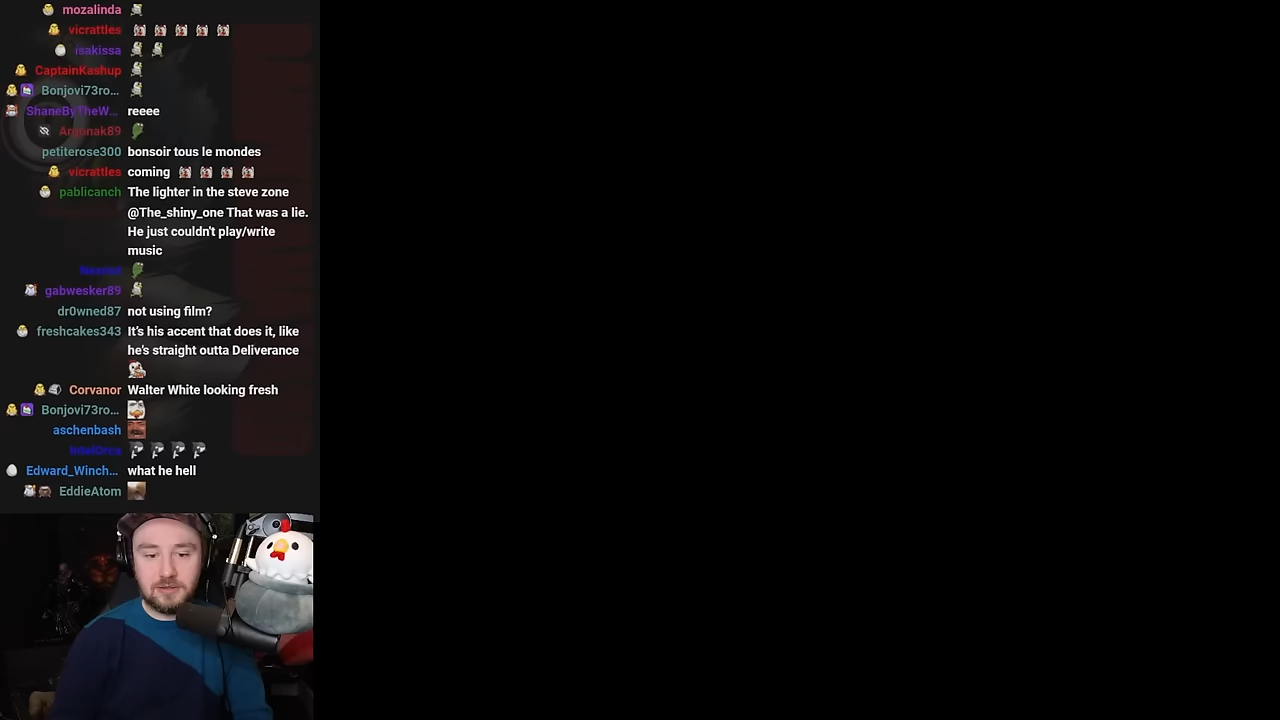 mozalinda
vicrattles
isakissa
CaptainKashup
Bonjovi73ro...
ShaneByTheW... reeee
Argonak89
petiterose300 bonsoir tous le mondes
vicrattles coming
pablicanch The lighter in the steve zone
@The_shiny_one That was a lie.
He just couldn't play/write
music
gabwesker89
dr0wned87 not using film?
freshcakes343 It's his accent that does it, like
he's straight outta Deliverance
Corvanor Walter White looking fresh
Bonjovi73ro...
aschenbash
IntelOrca
Edward_Winch... what he hell
EddieAtom